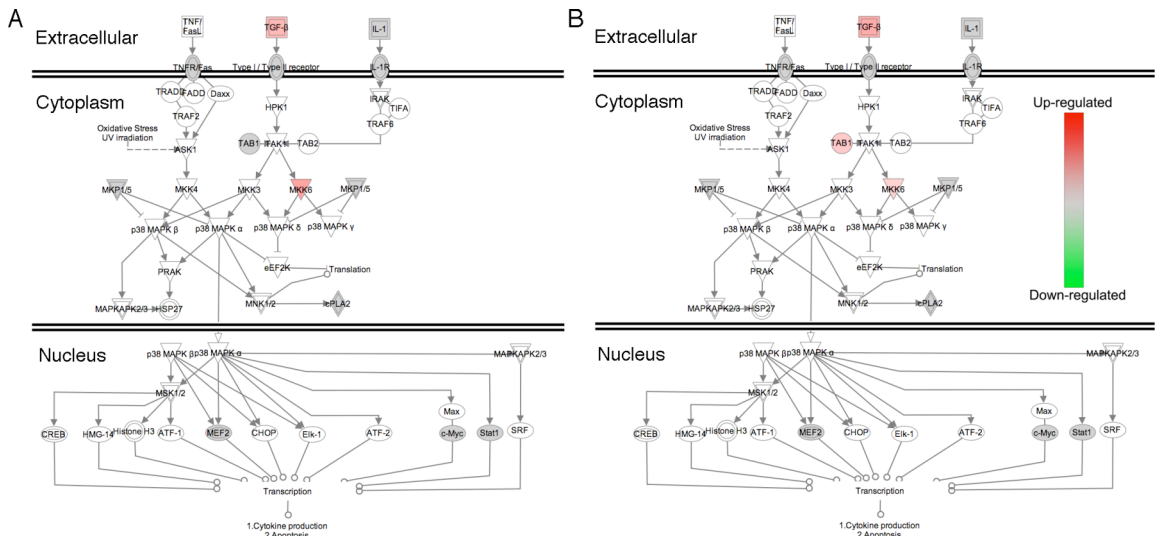 A
Extracellular
TNF/
FasL
TGF-β
IL-1
TNFR/Fas
Type I / Type II receptor
IL-1R
Cytoplasm
TRADD
FADD
Daxx
HPK1
IRAK
TIFA
TRAF2
TRAF6
Oxidative Stress
UV irradiation
ASK1
TAB1
TAK1
TAB2
MKP1/5
MKK4
MKK3
MKK6
MKP1/5
p38 MAPK β
p38 MAPK α
p38 MAPK δ
p38 MAPK γ
PRAK
eEF2K
Translation
MAPKAPK2/3
HSP27
MNK1/2
cPLA2
Nucleus
p38 MAPK β
p38 MAPK α
MAPKAPK2/3
MSK1/2
Max
CREB
HMG-14
Histone H3
ATF-1
MEF2
CHOP
Elk-1
ATF-2
c-Myc
Stat1
SRF
Transcription
1.Cytokine production
2.Apoptosis
B
Extracellular
TNF/
FasL
TGF-β
IL-1
TNFR/Fas
Type I / Type II receptor
IL-1R
Cytoplasm
TRADD
FADD
Daxx
HPK1
IRAK
TIFA
TRAF2
TRAF6
Oxidative Stress
UV irradiation
ASK1
TAB1
TAK1
TAB2
MKP1/5
MKK4
MKK3
MKK6
MKP1/5
p38 MAPK β
p38 MAPK α
p38 MAPK δ
p38 MAPK γ
PRAK
eEF2K
Translation
MAPKAPK2/3
HSP27
MNK1/2
cPLA2
Nucleus
p38 MAPK β
p38 MAPK α
MAPKAPK2/3
MSK1/2
Max
CREB
HMG-14
Histone H3
ATF-1
MEF2
CHOP
Elk-1
ATF-2
c-Myc
Stat1
SRF
Transcription
1.Cytokine production
2.Apoptosis
Up-regulated
Down-regulated